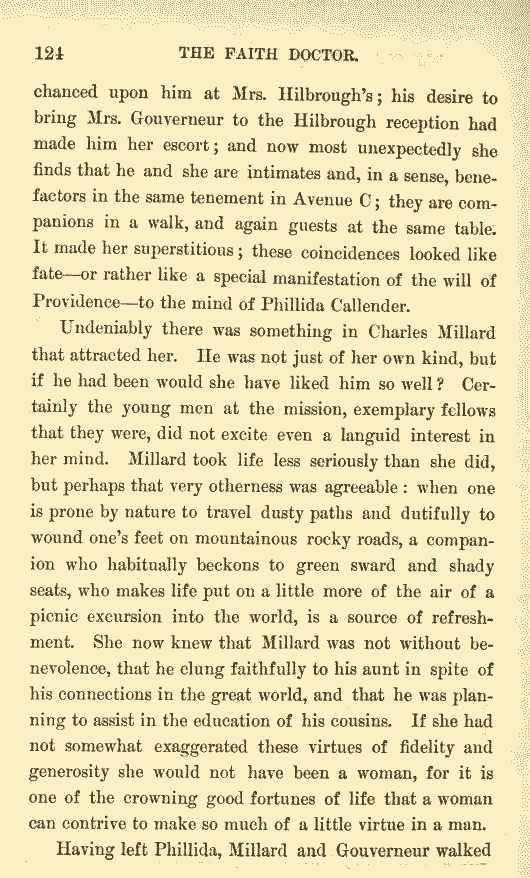 124 THE FAITH DOCTOR.
chanced upon him at Mrs. Hilbrough's; his desire to
bring Mrs. Gouverneur to the Hilbrough reception had
made him her escort; and now most unexpectedly she
finds that he and she are intimates and, in a sense, bene-
factors in the same tenement in Avenue C; they are com-
panions in a walk, and again guests at the same table.
It made her superstitious; these coincidences looked like
fate—or rather like a special manifestation of the will of
Providence—to the mind of Phillida Callender.
Undeniably there was something in Charles Millard
that attracted her. He was not just of her own kind, but
if he had been would she have liked him so well? Cer-
tainly the young men at the mission, exemplary fellows
that they were, did not excite even a languid interest in
her mind. Millard took life less seriously than she did,
but perhaps that very otherness was agreeable: when one
is prone by nature to travel dusty paths and dutifully to
wound one's feet on mountainous rocky roads, a compan-
ion who habitually beckons to green sward and shady
seats, who makes life put on a little more of the air of a
picnic excursion into the world, is a source of refresh-
ment. She now knew that Millard was not without be-
nevolence, that he clung faithfully to his aunt in spite of
his connections in the great world, and that he was plan-
ning to assist in the education of his cousins. If she had
not somewhat exaggerated these virtues of fidelity and
generosity she would not have been a woman, for it is
one of the crowning good fortunes of life that a woman
can contrive to make so much of a little virtue in a man.
Having left Phillida, Millard and Gouverneur walked